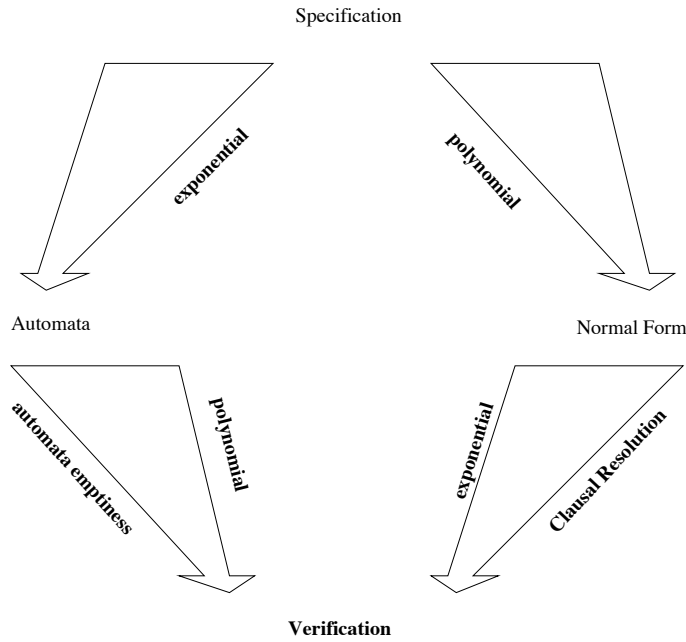 Specification
exponential
polynomial
Automata
Normal Form
automata emptiness
polynomial
exponential
Clausal Resolution
Verification